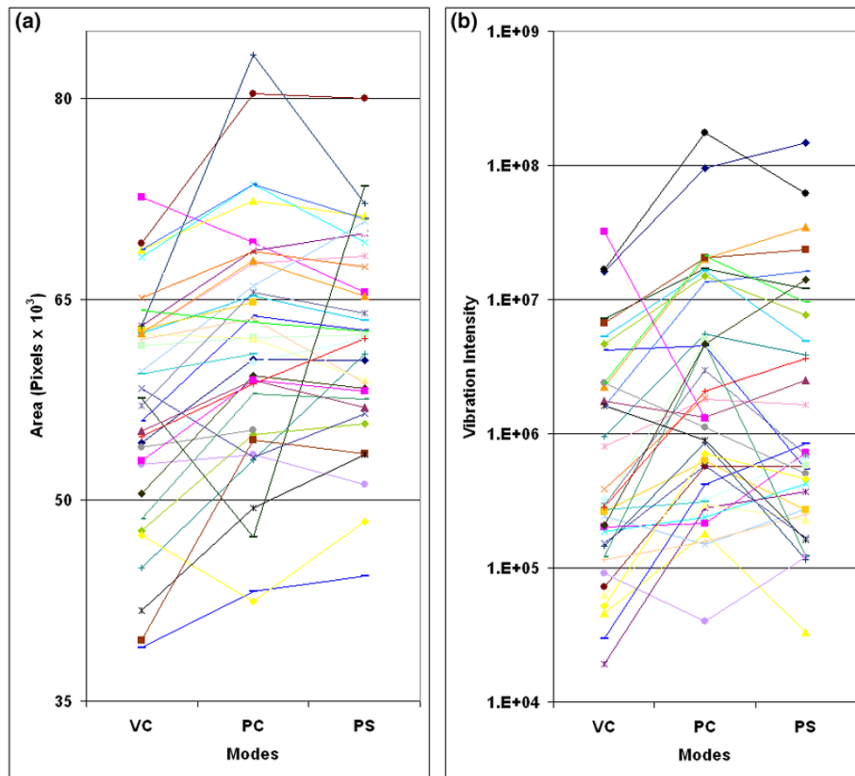 (a)
80
65
50
35
Area (Pixels x 10³)
VC PC PS
Modes
(b)
1.E+09
1.E+08
1.E+07
1.E+06
1.E+05
1.E+04
Vibration Intensity
VC PC PS
Modes